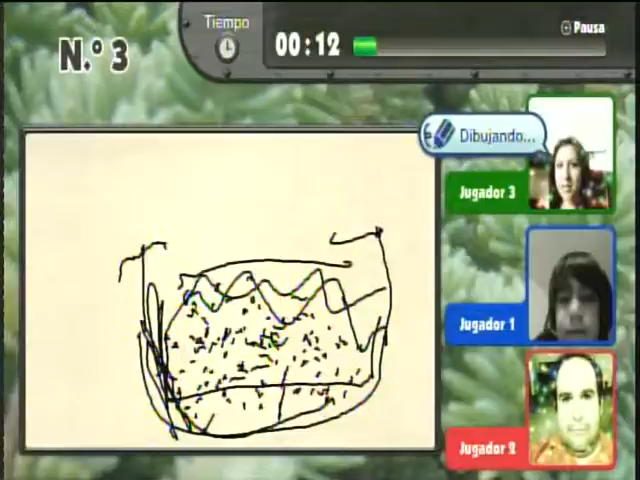 N.º 3
Tiempo
00:12
Pausa
Dibujando...
Jugador 3
Jugador 1
Jugador 2